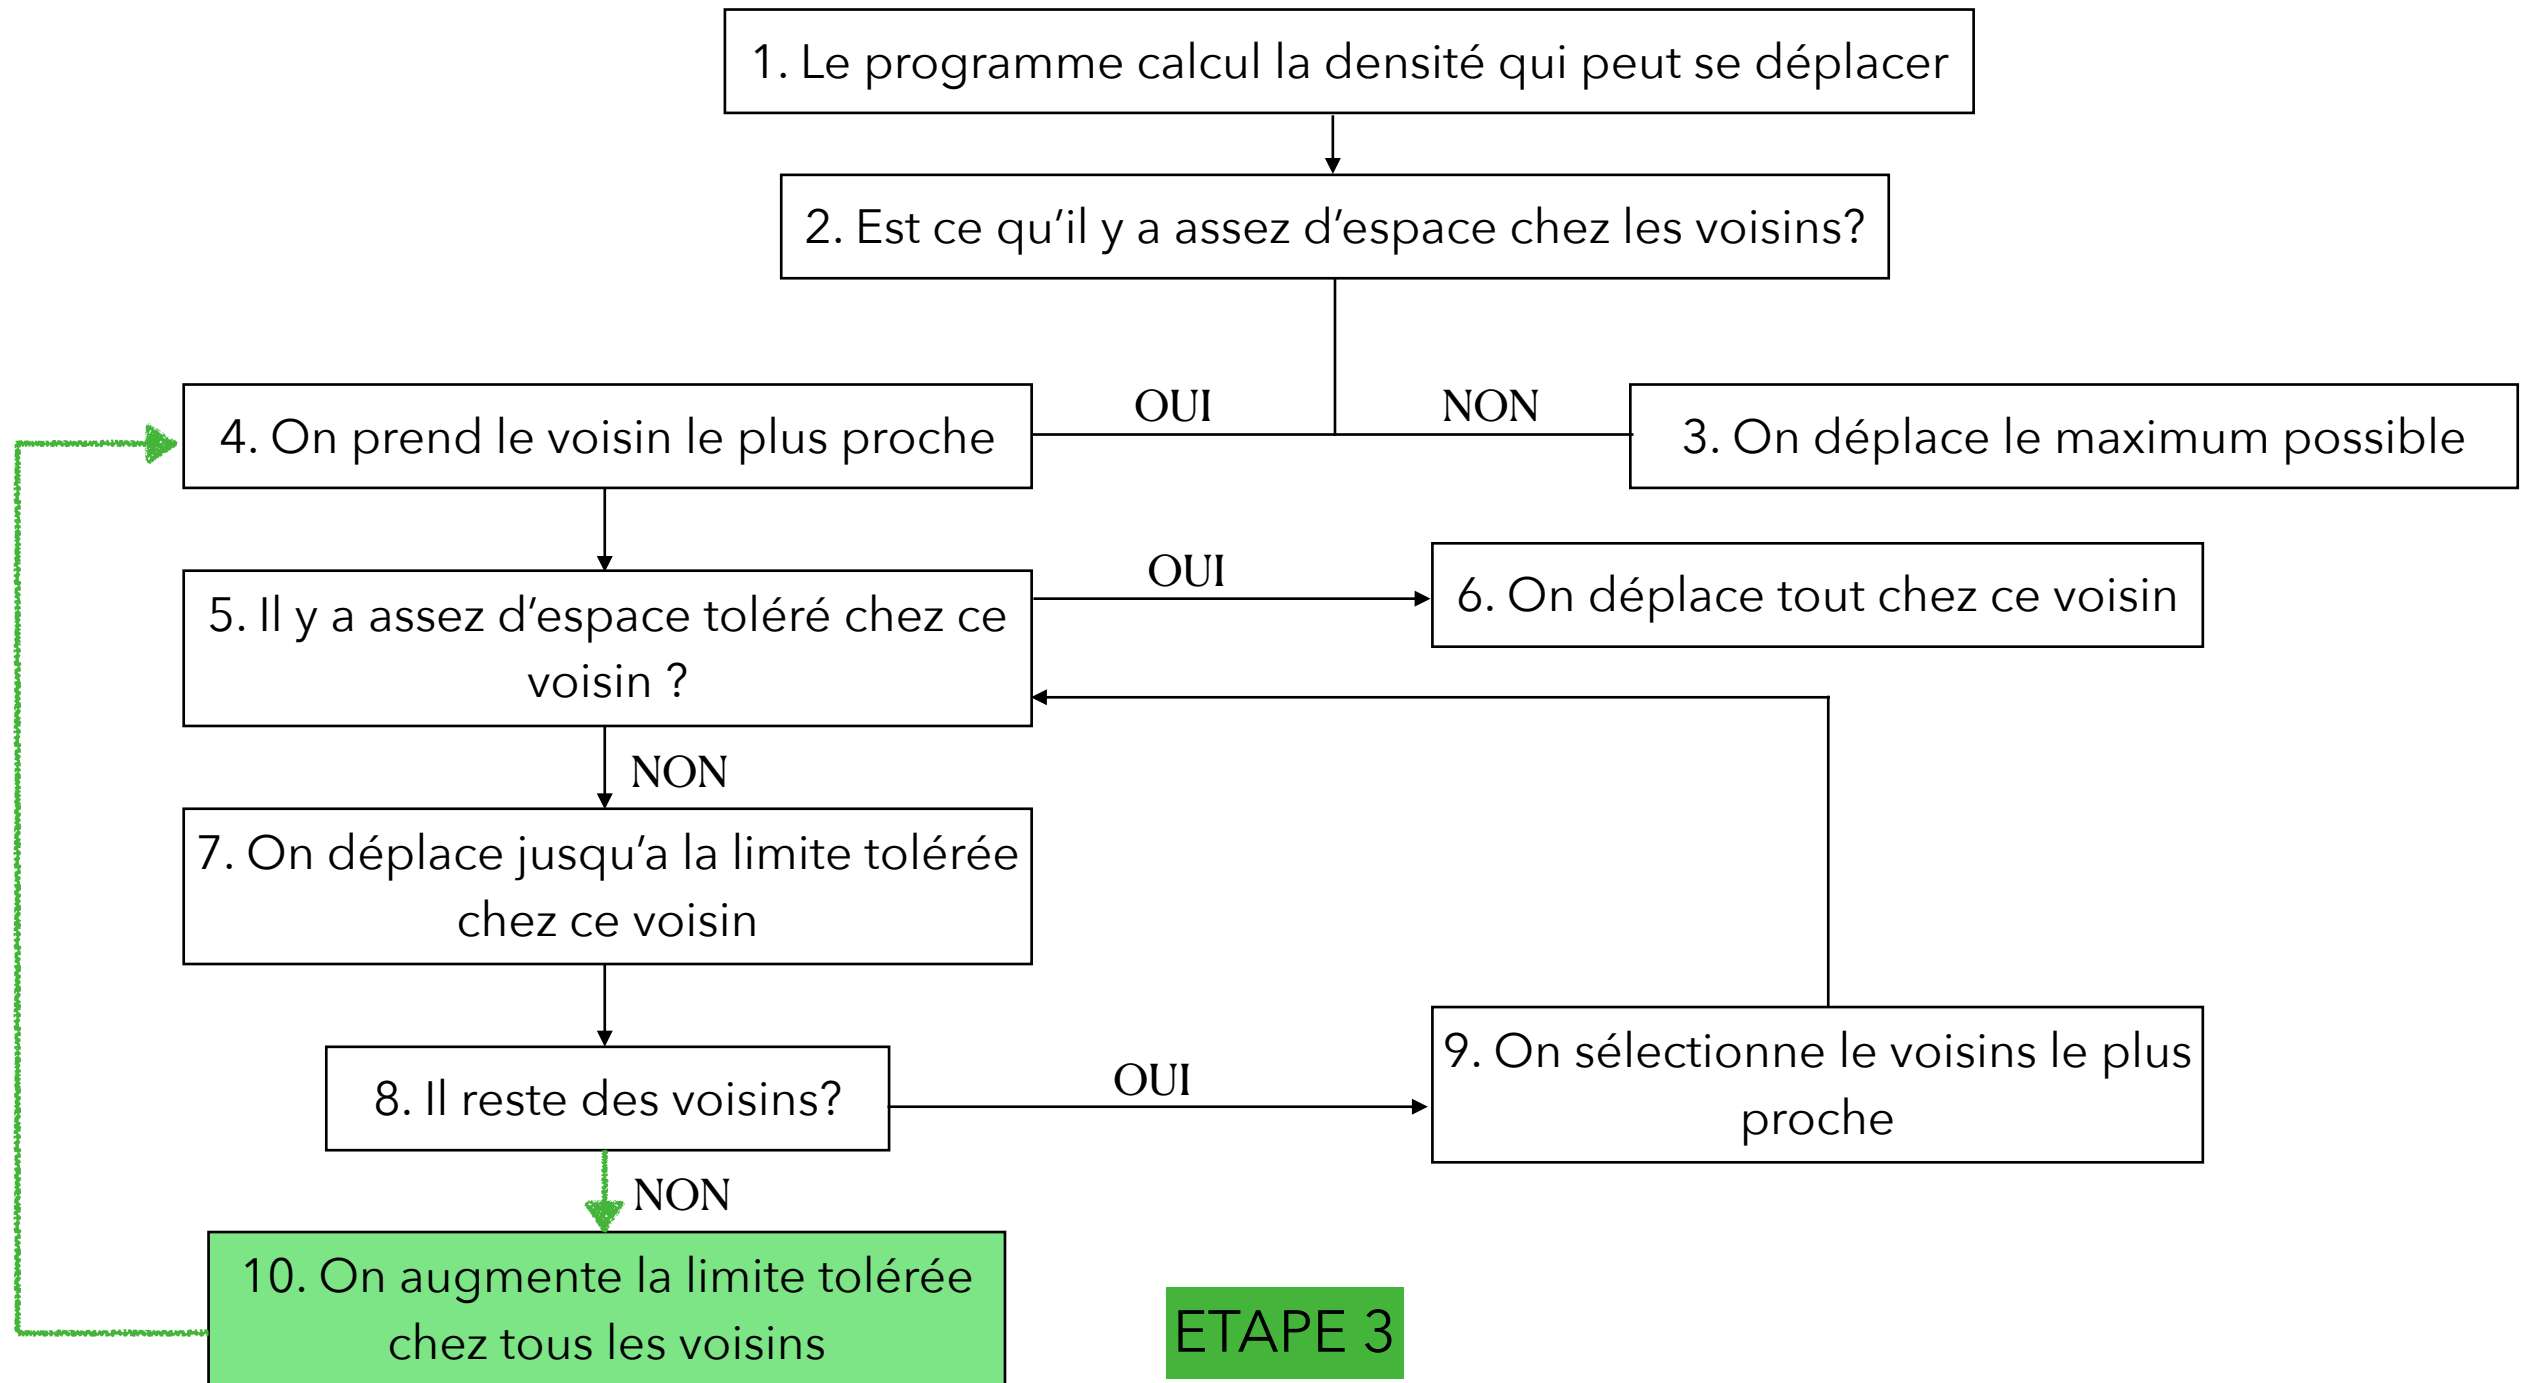 1. Le programme calcul la densité qui peut se déplacer
2. Est ce qu’il y a assez d’espace chez les voisins?
OUI
NON
4. On prend le voisin le plus proche
3. On déplace le maximum possible
OUI
5. Il y a assez d’espace toléré chez ce
voisin ?
6. On déplace tout chez ce voisin
NON
7. On déplace jusqu’a la limite tolérée
chez ce voisin
8. Il reste des voisins?
OUI
9. On sélectionne le voisins le plus
proche
NON
10. On augmente la limite tolérée
chez tous les voisins
ETAPE 3